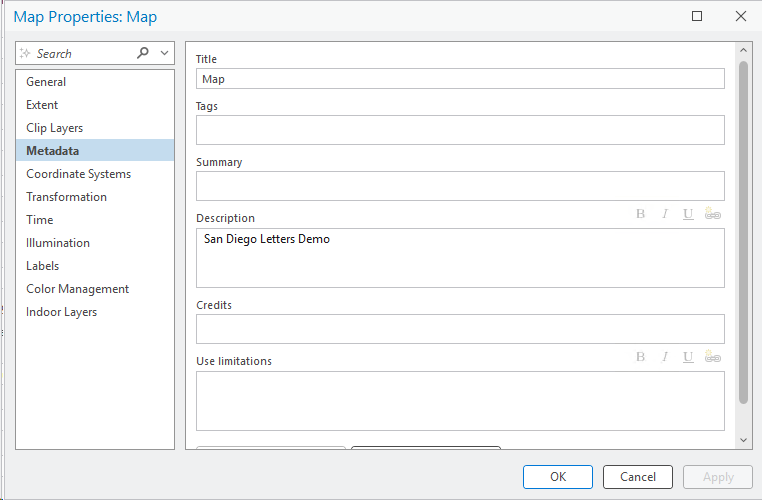 Map Properties: Map
Search
General
Extent
Clip Layers
Metadata
Coordinate Systems
Transformation
Time
Illumination
Labels
Color Management
Indoor Layers
Title
Map
Tags
Summary
B I U
Description
San Diego Letters Demo
Credits
B I U
Use limitations
OK Cancel Apply